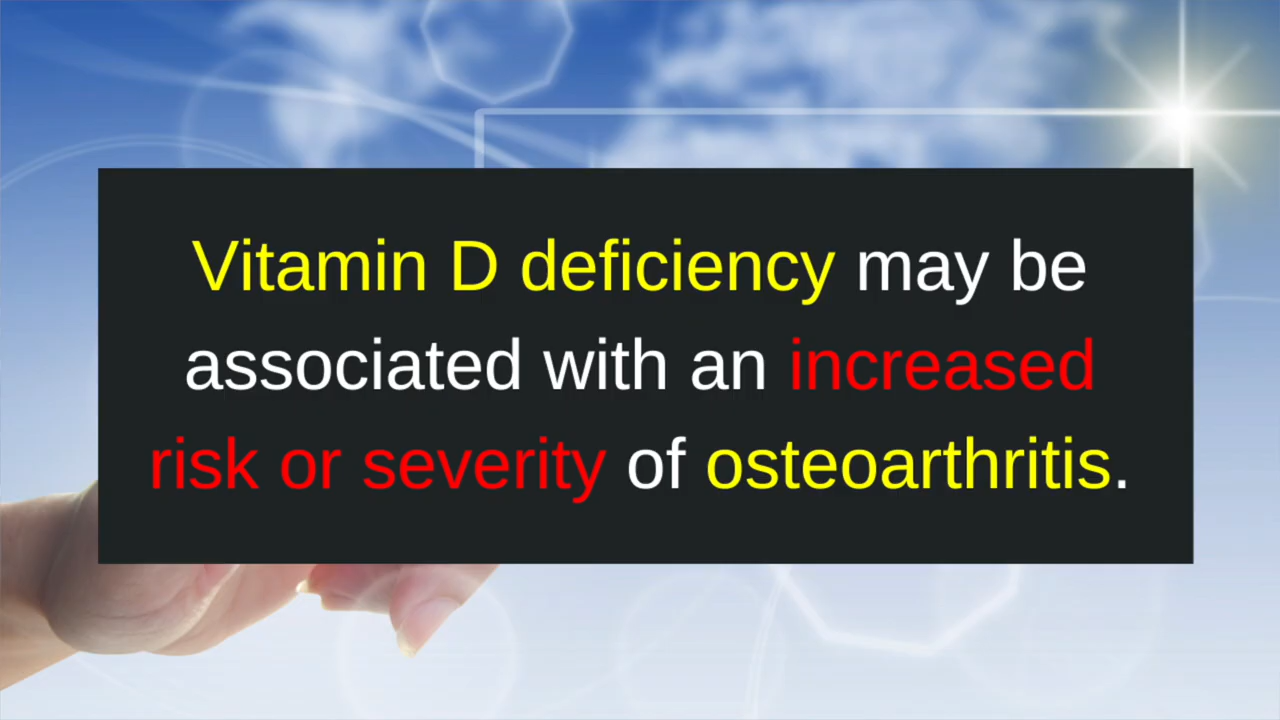 Vitamin D deficiency may be
associated with an increased
risk or severity of osteoarthritis.